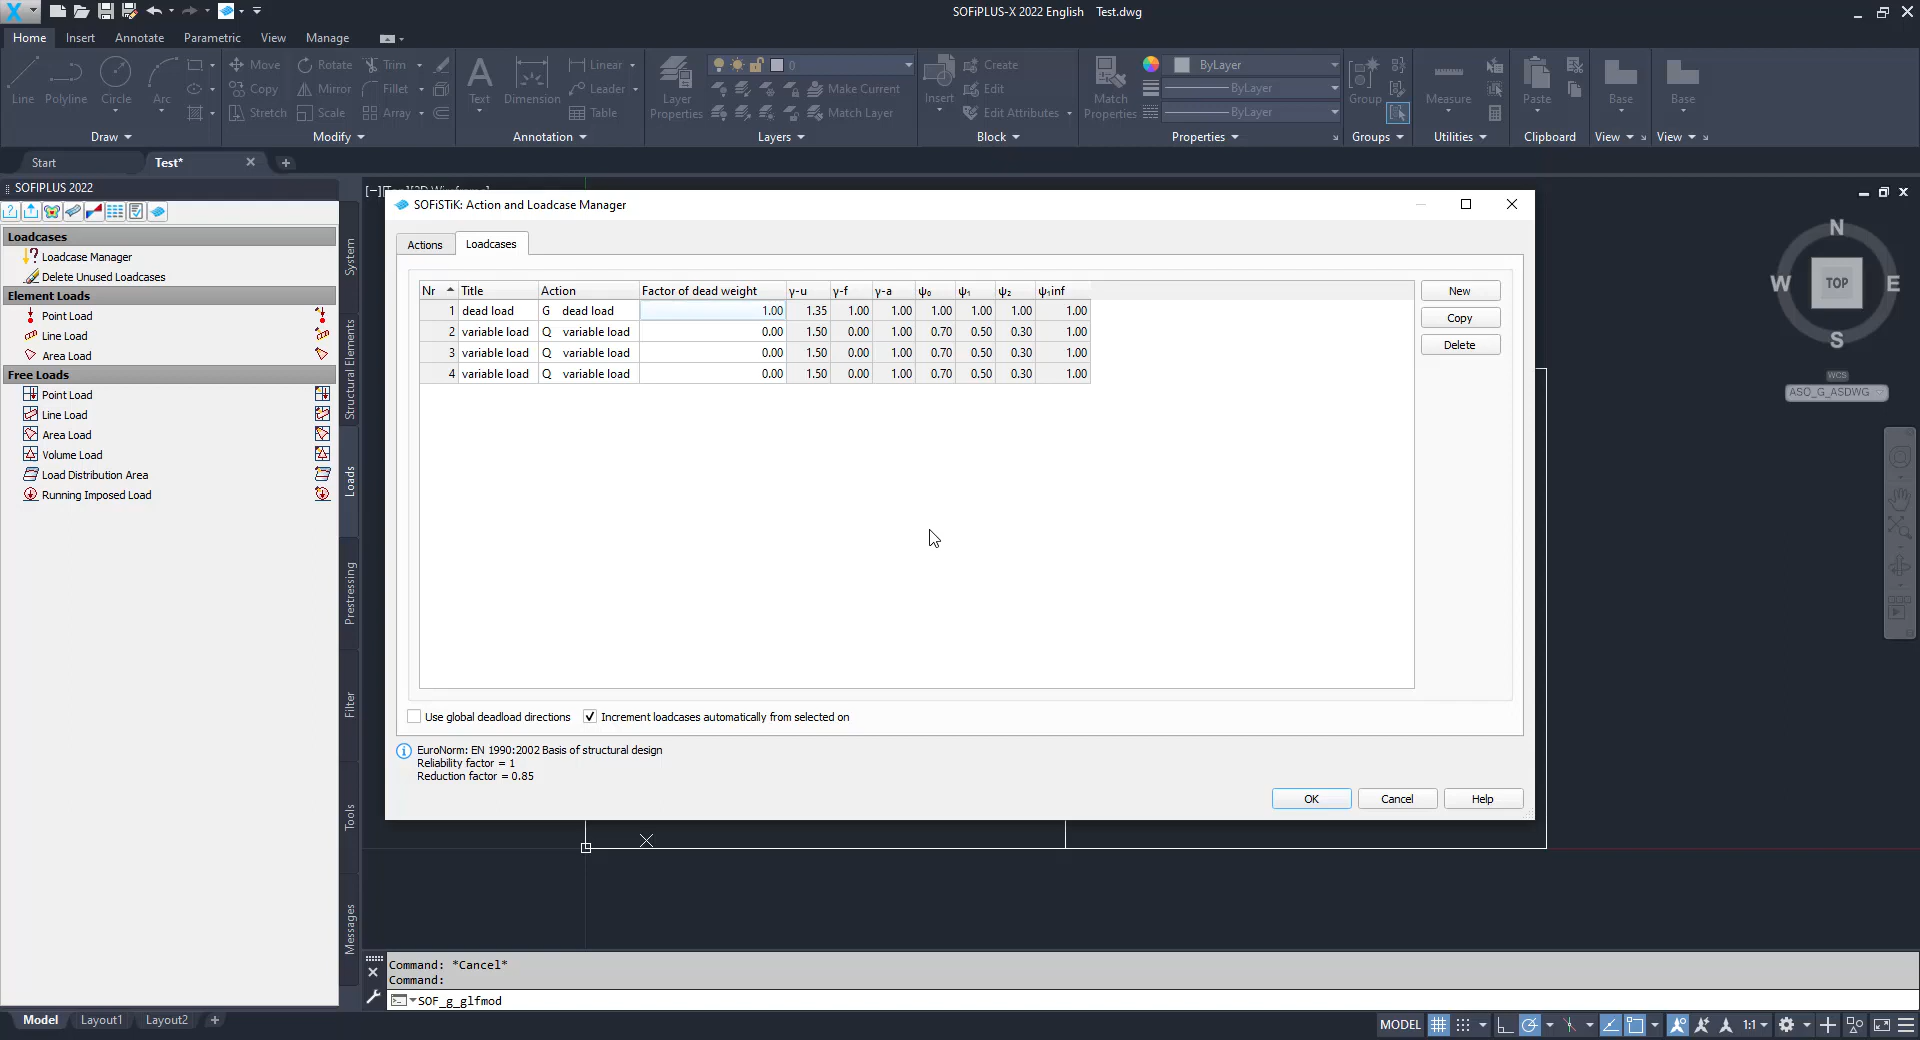 SOFiPLUS-X 2022 English Test.dwg
Home Insert Annotate Parametric View Manage
Line Polyline Circle Arc
Move Rotate Trim
Copy Mirror Fillet
Stretch Scale Array
Text Dimension
Linear
Leader
Table
Layer Properties
0
Make Current
Match Layer
Insert
Create
Edit
Edit Attributes
Match Properties
ByLayer
ByLayer
ByLayer
Group
Measure
Paste
Base
Base
Draw Modify Annotation Layers Block Properties Groups Utilities Clipboard View View
Start Test*
SOFiPLUS 2022
Loadcases
Loadcase Manager
Delete Unused Loadcases
Element Loads
Point Load
Line Load
Area Load
Free Loads
Point Load
Line Load
Area Load
Volume Load
Load Distribution Area
Running Imposed Load
System
Structural Elements
Loads
Prestressing
Filter
Tools
Messages
SOFiSTiK: Action and Loadcase Manager
Actions Loadcases
Nr Title Action Factor of dead weight γ-u γ-f γ-a ψ₀ ψ₁ ψ₂ ψ₁inf
1 dead load G dead load 1.00 1.35 1.00 1.00 1.00 1.00 1.00 1.00
2 variable load Q variable load 0.00 1.50 0.00 1.00 0.70 0.50 0.30 1.00
3 variable load Q variable load 0.00 1.50 0.00 1.00 0.70 0.50 0.30 1.00
4 variable load Q variable load 0.00 1.50 0.00 1.00 0.70 0.50 0.30 1.00
New
Copy
Delete
Use global deadload directions Increment loadcases automatically from selected on
EuroNorm: EN 1990:2002 Basis of structural design
Reliability factor = 1
Reduction factor = 0.85
OK Cancel Help
N
W TOP E
S
WCS
ASO_G_ASDWG
Command: *Cancel*
Command:
SOF_g_glfmod
Model Layout1 Layout2
MODEL 1:1